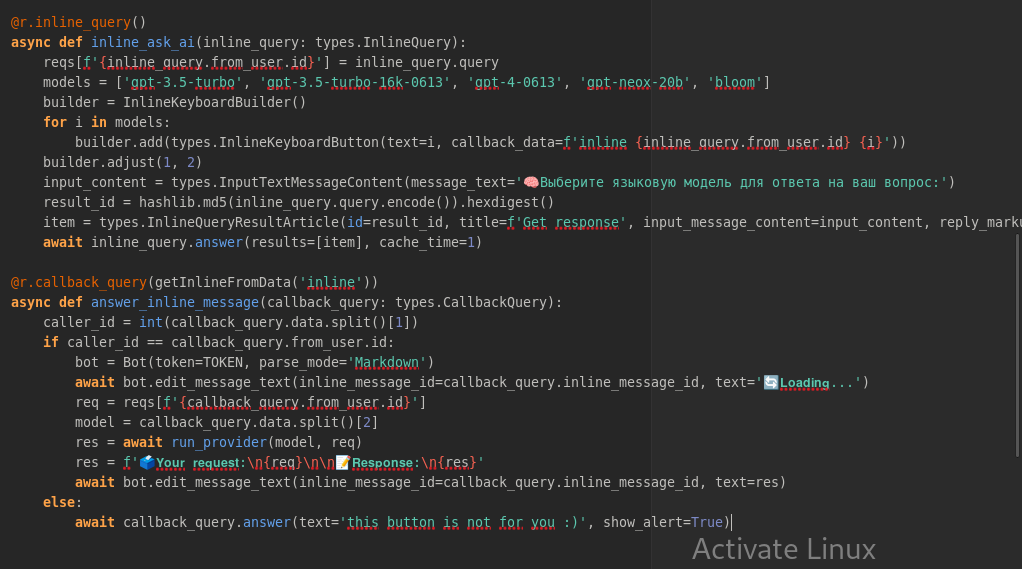 @r.inline_query()
async def inline_ask_ai(inline_query: types.InlineQuery):
    reqs[f'{inline_query.from_user.id}'] = inline_query.query
    models = ['gpt-3.5-turbo', 'gpt-3.5-turbo-16k-0613', 'gpt-4-0613', 'gpt-neox-20b', 'bloom']
    builder = InlineKeyboardBuilder()
    for i in models:
        builder.add(types.InlineKeyboardButton(text=i, callback_data=f'inline {inline_query.from_user.id} {i}'))
    builder.adjust(1, 2)
    input_content = types.InputTextMessageContent(message_text='🧠Выберите языковую модель для ответа на ваш вопрос:')
    result_id = hashlib.md5(inline_query.query.encode()).hexdigest()
    item = types.InlineQueryResultArticle(id=result_id, title=f'Get response', input_message_content=input_content, reply_marku
    await inline_query.answer(results=[item], cache_time=1)

@r.callback_query(getInlineFromData('inline'))
async def answer_inline_message(callback_query: types.CallbackQuery):
    caller_id = int(callback_query.data.split()[1])
    if caller_id == callback_query.from_user.id:
        bot = Bot(token=TOKEN, parse_mode='Markdown')
        await bot.edit_message_text(inline_message_id=callback_query.inline_message_id, text='🔄𝗟𝗼𝗮𝗱𝗶𝗻𝗴...')
        req = reqs[f'{callback_query.from_user.id}']
        model = callback_query.data.split()[2]
        res = await run_provider(model, req)
        res = f'🗳𝗬𝗼𝘂𝗿 𝗿𝗲𝗾𝘂𝗲𝘀𝘁:\n{req}\n\n📝𝗥𝗲𝘀𝗽𝗼𝗻𝘀𝗲:\n{res}'
        await bot.edit_message_text(inline_message_id=callback_query.inline_message_id, text=res)
    else:
        await callback_query.answer(text='this button is not for you :)', show_alert=True)
Activate Linux